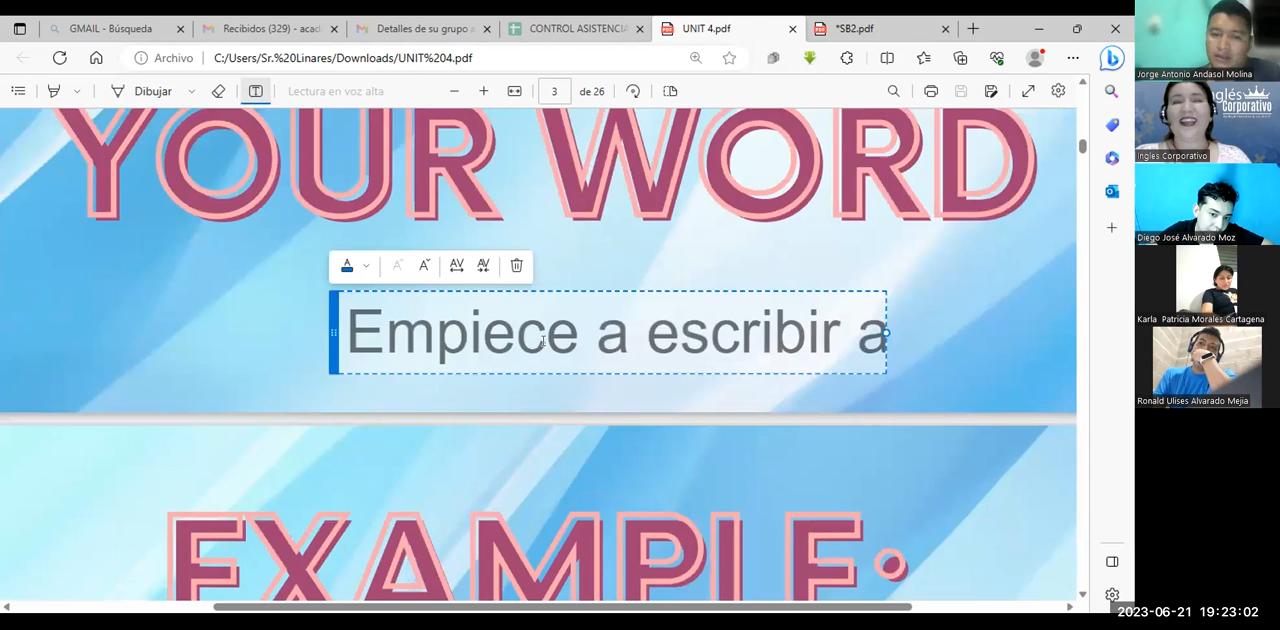 GMAIL - Búsqueda
Recibidos (329) - acad
Detalles de su grupo a
CONTROL ASISTENCIA
UNIT 4.pdf
*SB2.pdf
Archivo
C:/Users/Sr.%20Linares/Downloads/UNIT%204.pdf
Dibujar
Lectura en voz alta
3
de 26
YOUR WORD
Empiece a escribir a
EXAMPLE:
Jorge Antonio Andasol Molina
Inglés
Corporativo
Ingles Corporativo
Diego José Alvarado Moz
Karla Patricia Morales Cartagena
Ronald Ulises Alvarado Mejia
2023-06-21 19:23:02